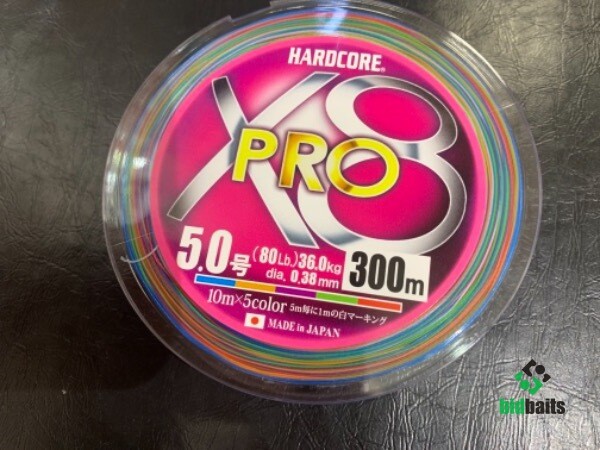 HARDCORE®
X8
PRO
5.0号 (80Lb.)36.0kg 300m
dia. 0.38mm
10m×5color 5m毎に1mの白マーキング
MADE in JAPAN
bidbaits